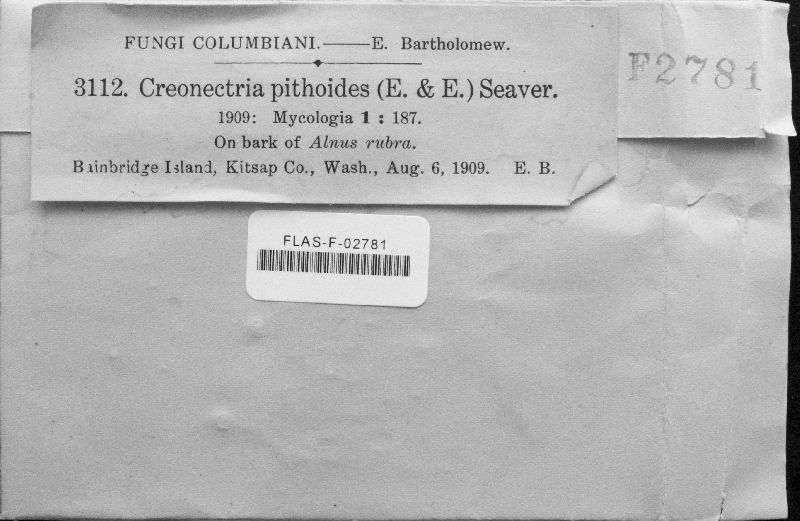 FUNGI COLUMBIANI.——E. Bartholomew.
3112. Creonectria pithoides (E. & E.) Seaver.
1909: Mycologia 1 : 187.
On bark of Alnus rubra.
Bainbridge Island, Kitsap Co., Wash., Aug. 6, 1909. E. B.
F2781
FLAS-F-02781